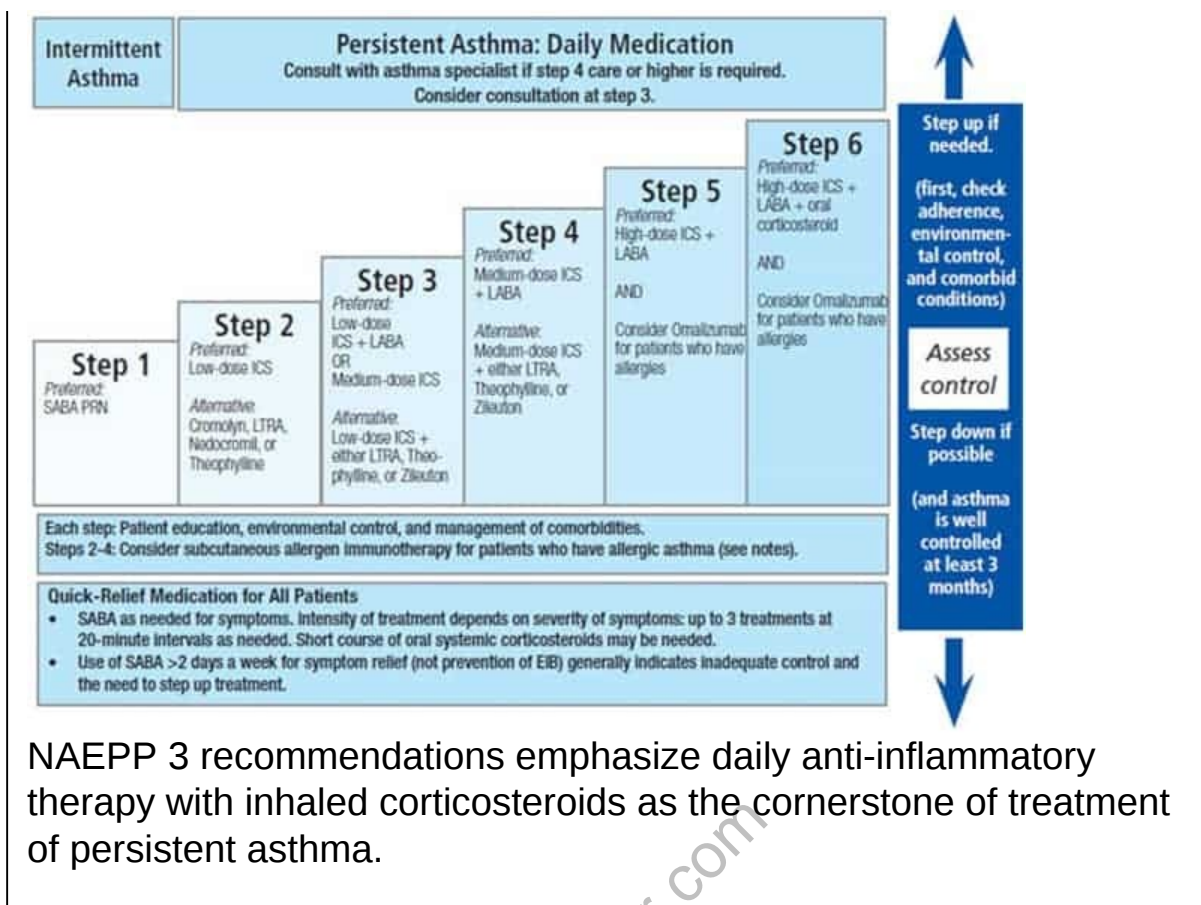 Intermittent
Asthma
Persistent Asthma: Daily Medication
Consult with asthma specialist if step 4 care or higher is required.
Consider consultation at step 3.
Step 1
Preferred:
SABA PRN
Step 2
Preferred:
Low-dose ICS
Alternative:
Cromolyn, LTRA,
Nedocromil, or
Theophylline
Step 3
Preferred:
Low-dose
ICS + LABA
OR
Medium-dose ICS
Alternative:
Low-dose ICS +
either LTRA, Theo-
phylline, or Zileuton
Step 4
Preferred:
Medium-dose ICS
+ LABA
Alternative:
Medium-dose ICS
+ either LTRA,
Theophylline, or
Zileuton
Step 5
Preferred:
High-dose ICS +
LABA
AND
Consider Omalizumab
for patients who have
allergies
Step 6
Preferred:
High-dose ICS +
LABA + oral
corticosteroid
AND
Consider Omalizumab
for patients who have
allergies
Each step: Patient education, environmental control, and management of comorbidities.
Steps 2-4: Consider subcutaneous allergen immunotherapy for patients who have allergic asthma (see notes).
Quick-Relief Medication for All Patients
• SABA as needed for symptoms. Intensity of treatment depends on severity of symptoms: up to 3 treatments at
20-minute intervals as needed. Short course of oral systemic corticosteroids may be needed.
• Use of SABA >2 days a week for symptom relief (not prevention of EIB) generally indicates inadequate control and
the need to step up treatment.
Step up if
needed.
(first, check
adherence,
environmen-
tal control,
and comorbid
conditions)
Assess
control
Step down if
possible
(and asthma
is well
controlled
at least 3
months)
NAEPP 3 recommendations emphasize daily anti-inflammatory
therapy with inhaled corticosteroids as the cornerstone of treatment
of persistent asthma.